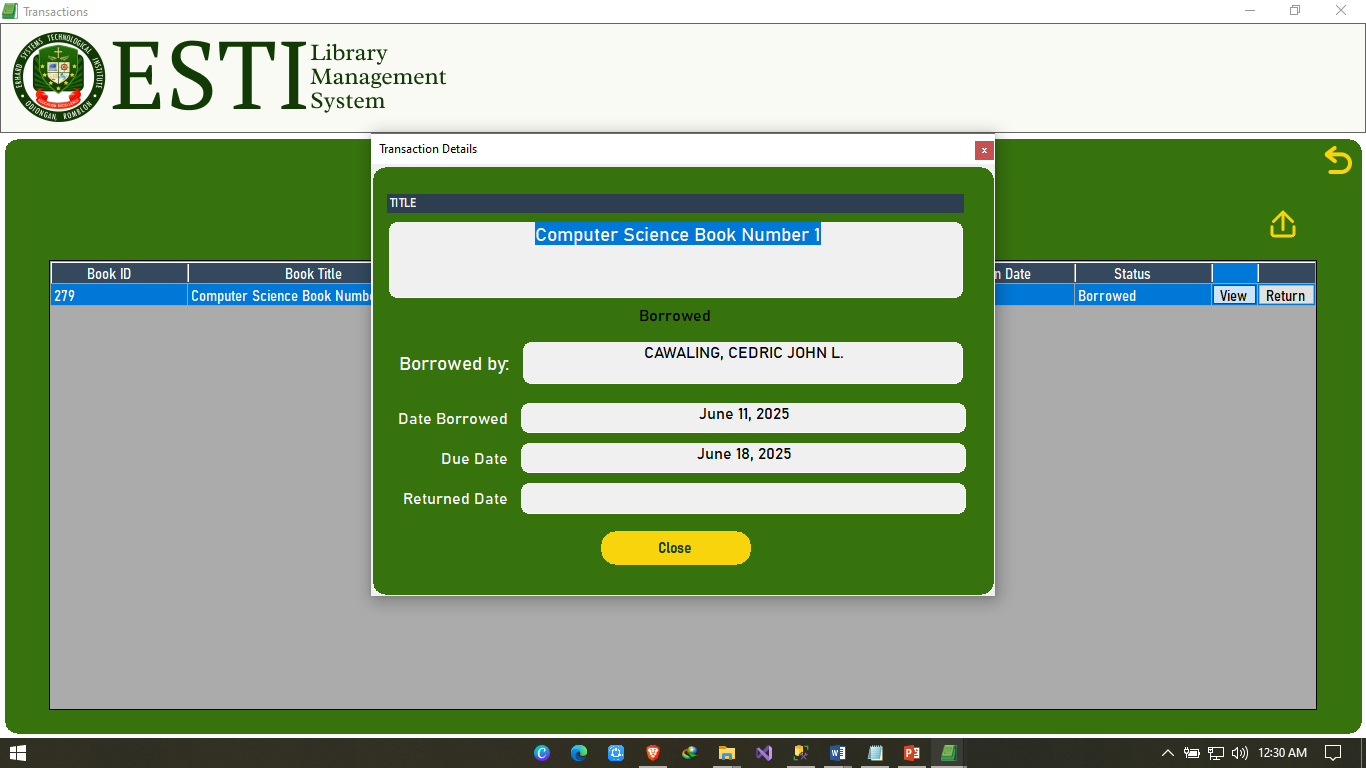 Transactions
ERHARD SYSTEMS TECHNOLOGICAL INSTITUTE
ODIONGAN, ROMBLON
ESTI
Library
Management
System
Transaction Details
x
TITLE
Computer Science Book Number 1
Borrowed
Borrowed by:
CAWALING, CEDRIC JOHN L.
Date Borrowed
June 11, 2025
Due Date
June 18, 2025
Returned Date
Close
Book ID
Book Title
n Date
Status
279
Computer Science Book Numbe
Borrowed
View
Return
12:30 AM